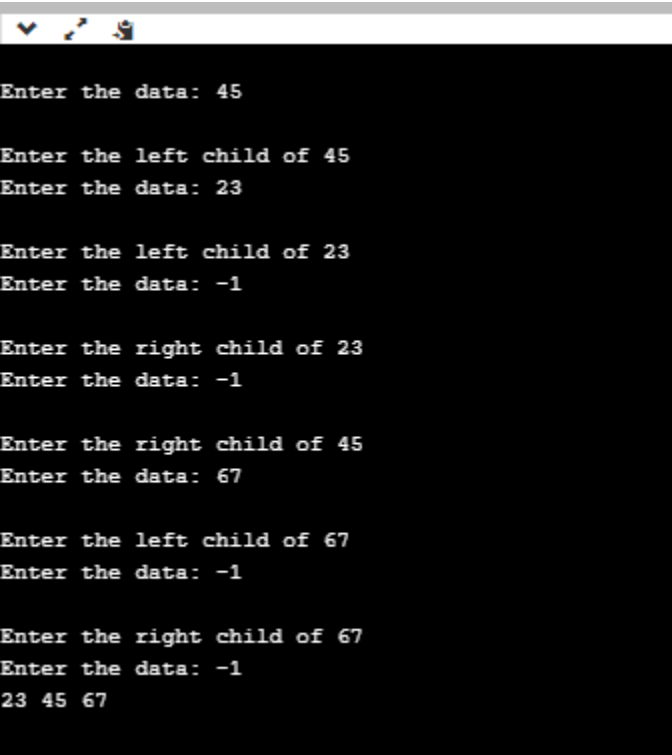 Enter the data: 45
Enter the left child of 45
Enter the data: 23
Enter the left child of 23
Enter the data: -1
Enter the right child of 23
Enter the data: -1
Enter the right child of 45
Enter the data: 67
Enter the left child of 67
Enter the data: -1
Enter the right child of 67
Enter the data: -1
23 45 67